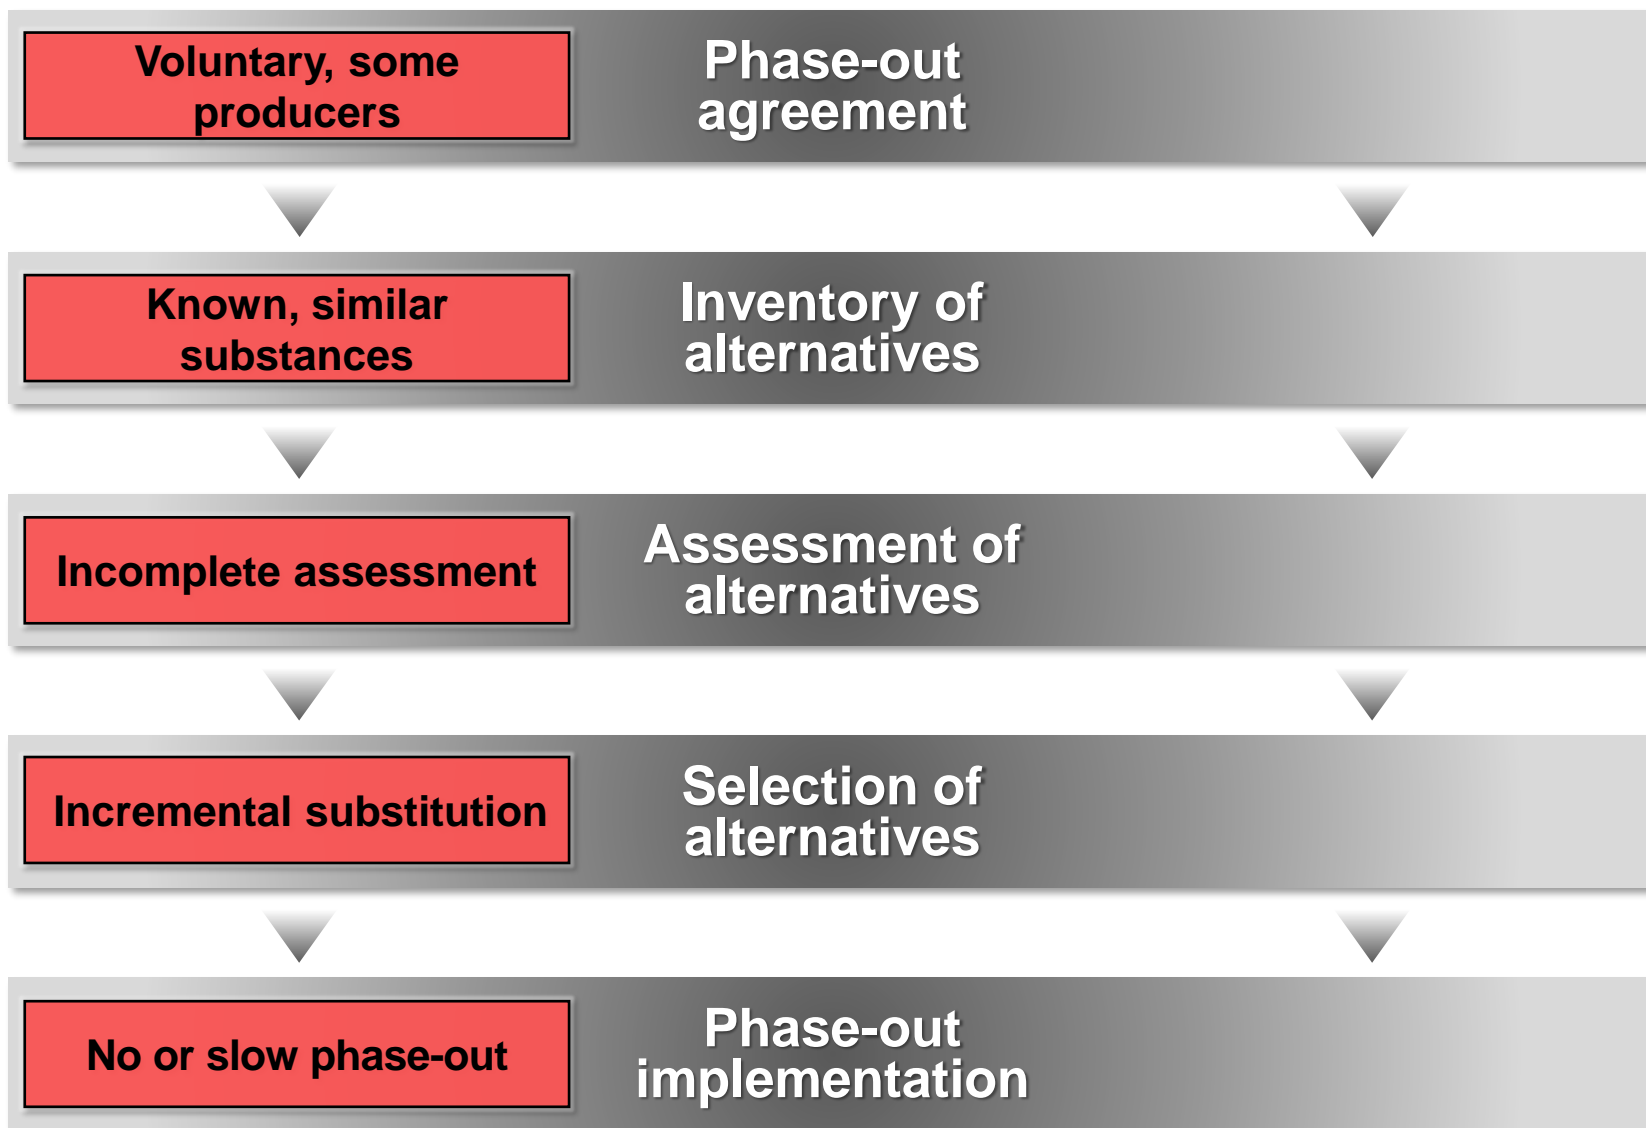 Voluntary, some
producers
Phase-out
agreement
Known, similar
substances
Inventory of
alternatives
Incomplete assessment
Assessment of
alternatives
Incremental substitution
Selection of
alternatives
No or slow phase-out
Phase-out
implementation